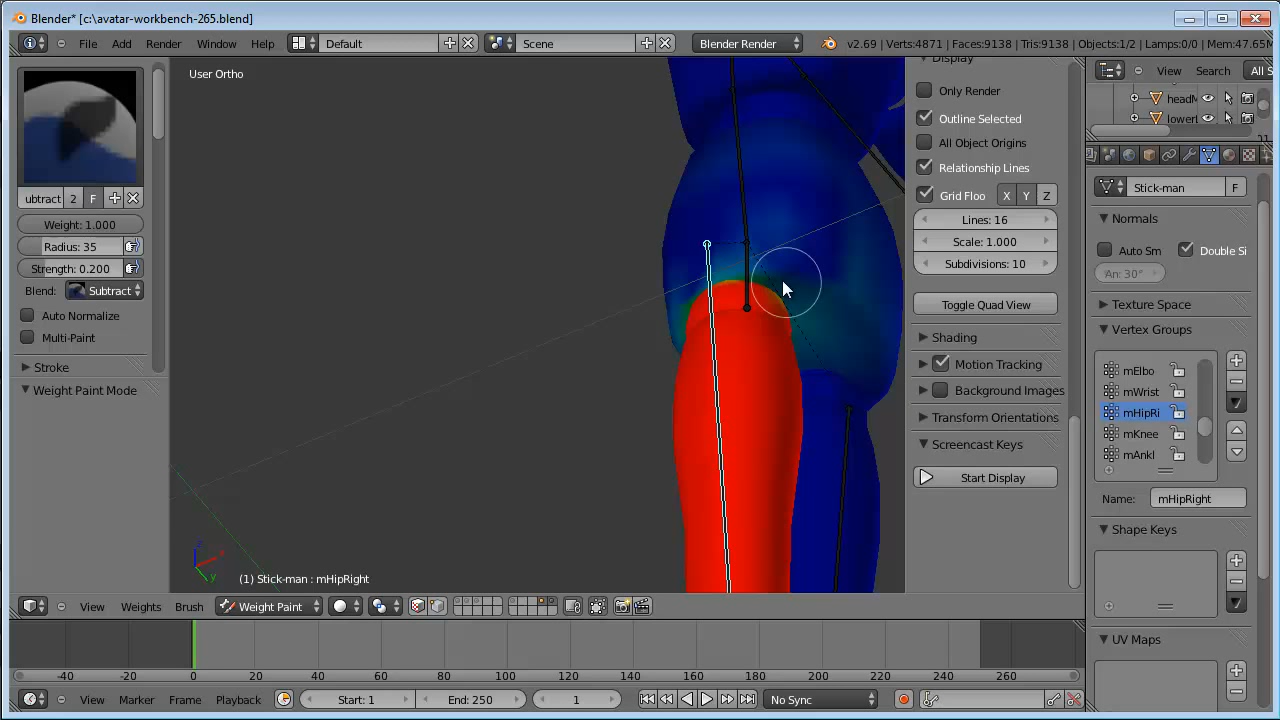 Blender* [c:\avatar-workbench-265.blend]
File Add Render Window Help Default Scene Blender Render v2.69 | Verts:4871 | Faces:9138 | Tris:9138 | Objects:1/2 | Lamps:0/0 | Mem:47.65M
User Ortho
Display
Only Render
Outline Selected
All Object Origins
Relationship Lines
Grid Floo X Y Z
Lines: 16
Scale: 1.000
Subdivisions: 10
Toggle Quad View
Shading
Motion Tracking
Background Images
Transform Orientations
Screencast Keys
Start Display
ubtract 2 F
Weight: 1.000
Radius: 35
Strength: 0.200
Blend: Subtract
Auto Normalize
Multi-Paint
Stroke
Weight Paint Mode
View Search All S
headM
lowert
Stick-man F
Normals
Auto Sm Double Si
An: 30°
Texture Space
Vertex Groups
mElbo
mWrist
mHipRi
mKnee
mAnkl
Name: mHipRight
Shape Keys
UV Maps
z x y
(1) Stick-man : mHipRight
View Weights Brush Weight Paint
-40 -20 0 20 40 60 80 100 120 140 160 180 200 220 240 260
View Marker Frame Playback Start: 1 End: 250 1 No Sync